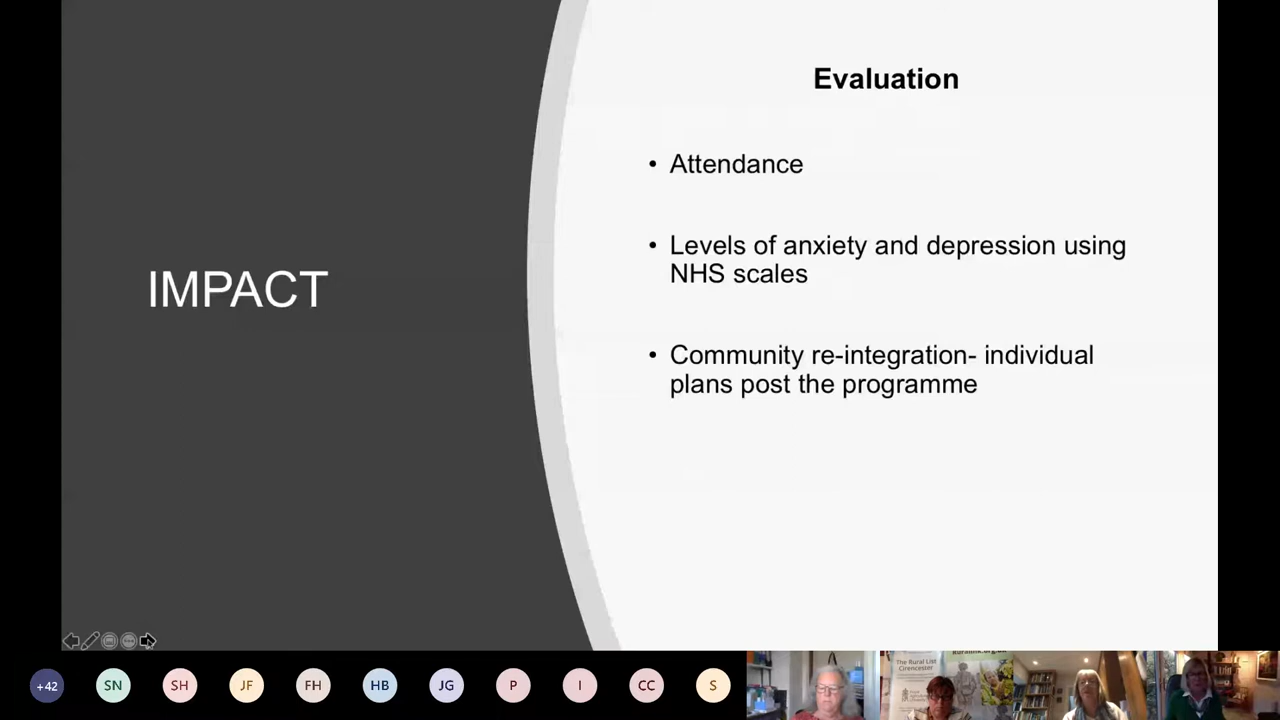 Evaluation
• Attendance
• Levels of anxiety and depression using
NHS scales
IMPACT
• Community re-integration- individual
plans post the programme
+42
SN
SH
JF
FH
HB
JG
P
I
CC
S
The Rural List
Cirencester